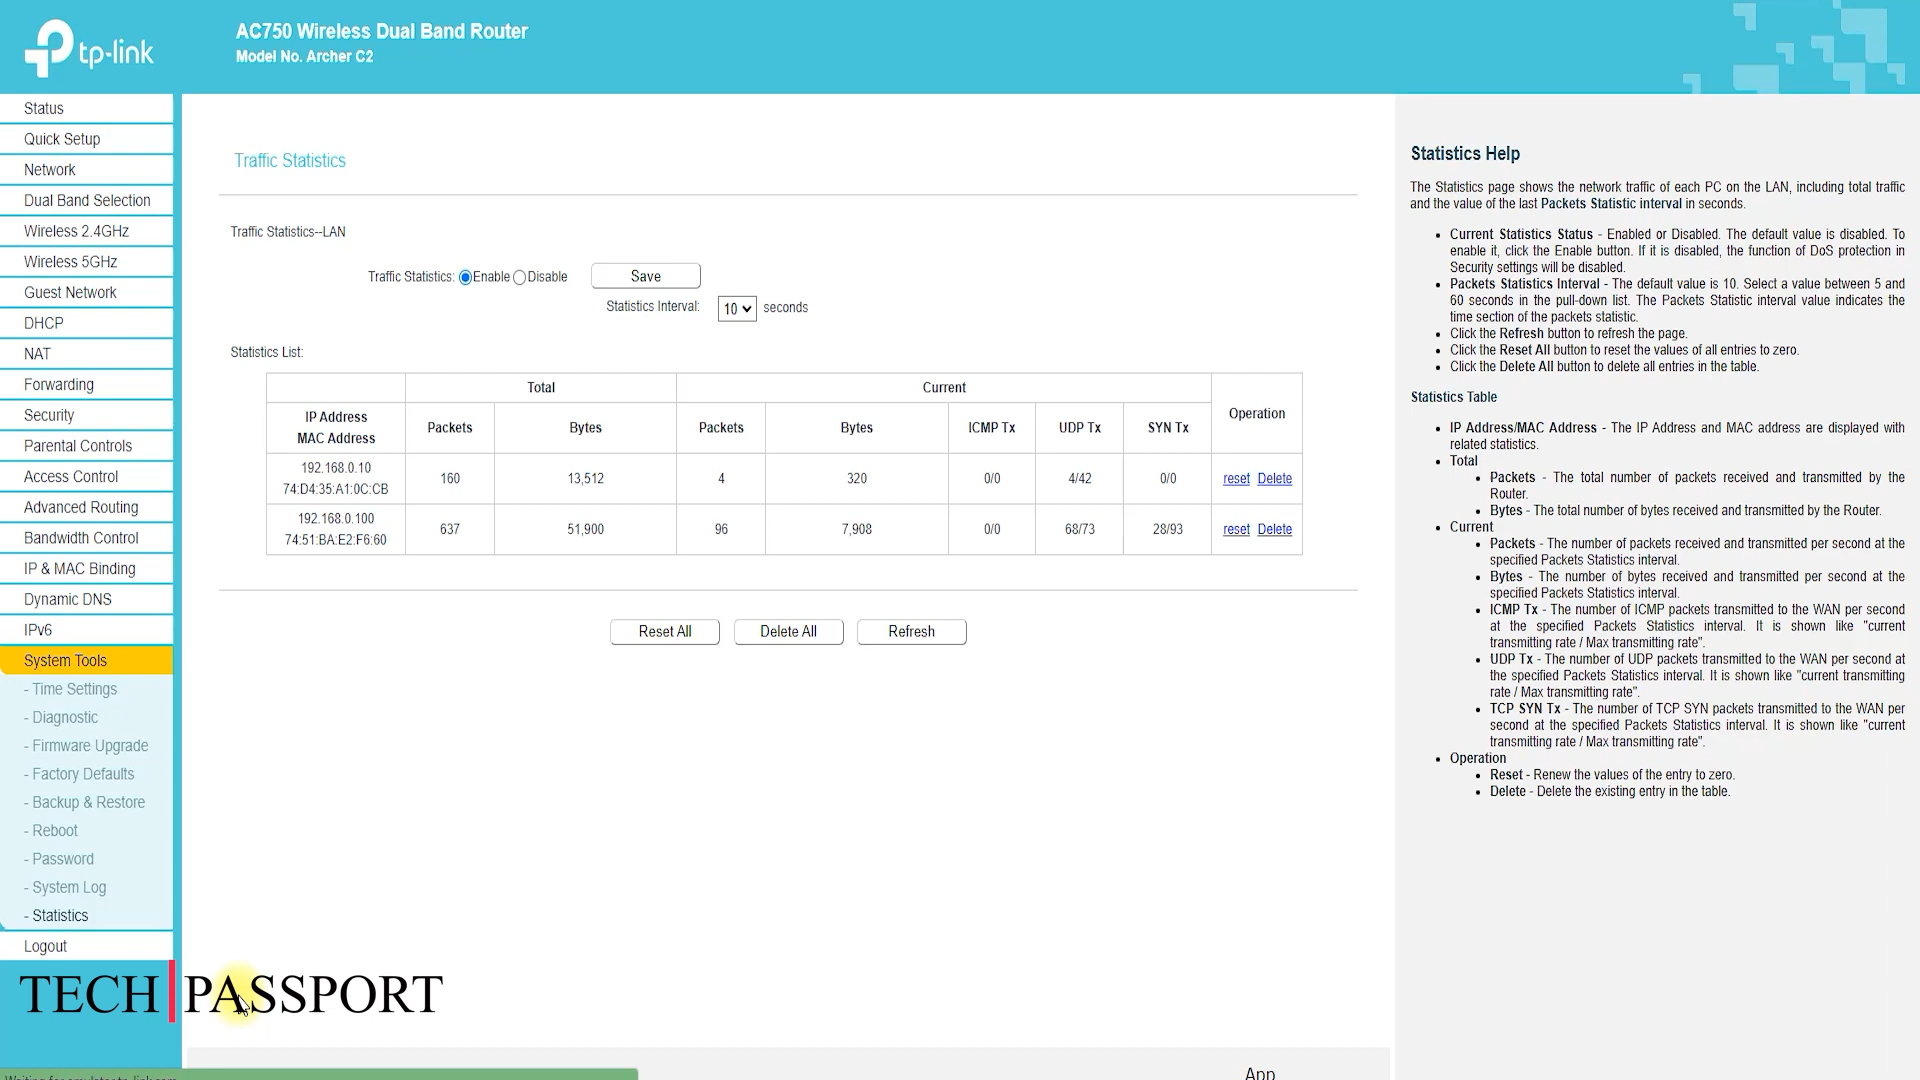 tp-link
AC750 Wireless Dual Band Router
Model No. Archer C2
Status
Quick Setup
Network
Dual Band Selection
Wireless 2.4GHz
Wireless 5GHz
Guest Network
DHCP
NAT
Forwarding
Security
Parental Controls
Access Control
Advanced Routing
Bandwidth Control
IP & MAC Binding
Dynamic DNS
IPv6
System Tools
- Time Settings
- Diagnostic
- Firmware Upgrade
- Factory Defaults
- Backup & Restore
- Reboot
- Password
- System Log
- Statistics
Logout
Traffic Statistics
Traffic Statistics--LAN
Traffic Statistics: Enable Disable Save
Statistics Interval: 10 seconds
Statistics List:
Total Current
IP Address
MAC Address Packets Bytes Packets Bytes ICMP Tx UDP Tx SYN Tx Operation
192.168.0.10
74:D4:35:A1:0C:CB 160 13,512 4 320 0/0 4/42 0/0 reset Delete
192.168.0.100
74:51:BA:E2:F6:60 637 51,900 96 7,908 0/0 68/73 28/93 reset Delete
Reset All Delete All Refresh
Statistics Help
The Statistics page shows the network traffic of each PC on the LAN, including total traffic
and the value of the last Packets Statistic interval in seconds.
• Current Statistics Status - Enabled or Disabled. The default value is disabled. To
enable it, click the Enable button. If it is disabled, the function of DoS protection in
Security settings will be disabled.
• Packets Statistics Interval - The default value is 10. Select a value between 5 and
60 seconds in the pull-down list. The Packets Statistic interval value indicates the
time section of the packets statistic.
• Click the Refresh button to refresh the page.
• Click the Reset All button to reset the values of all entries to zero.
• Click the Delete All button to delete all entries in the table.
Statistics Table
• IP Address/MAC Address - The IP Address and MAC address are displayed with
related statistics.
• Total
• Packets - The total number of packets received and transmitted by the
Router.
• Bytes - The total number of bytes received and transmitted by the Router.
• Current
• Packets - The number of packets received and transmitted per second at the
specified Packets Statistics interval.
• Bytes - The number of bytes received and transmitted per second at the
specified Packets Statistics interval.
• ICMP Tx - The number of ICMP packets transmitted to the WAN per second
at the specified Packets Statistics interval. It is shown like "current
transmitting rate / Max transmitting rate".
• UDP Tx - The number of UDP packets transmitted to the WAN per second at
the specified Packets Statistics interval. It is shown like "current transmitting
rate / Max transmitting rate".
• TCP SYN Tx - The number of TCP SYN packets transmitted to the WAN per
second at the specified Packets Statistics interval. It is shown like "current
transmitting rate / Max transmitting rate".
• Operation
• Reset - Renew the values of the entry to zero.
• Delete - Delete the existing entry in the table.
TECH PASSPORT
App